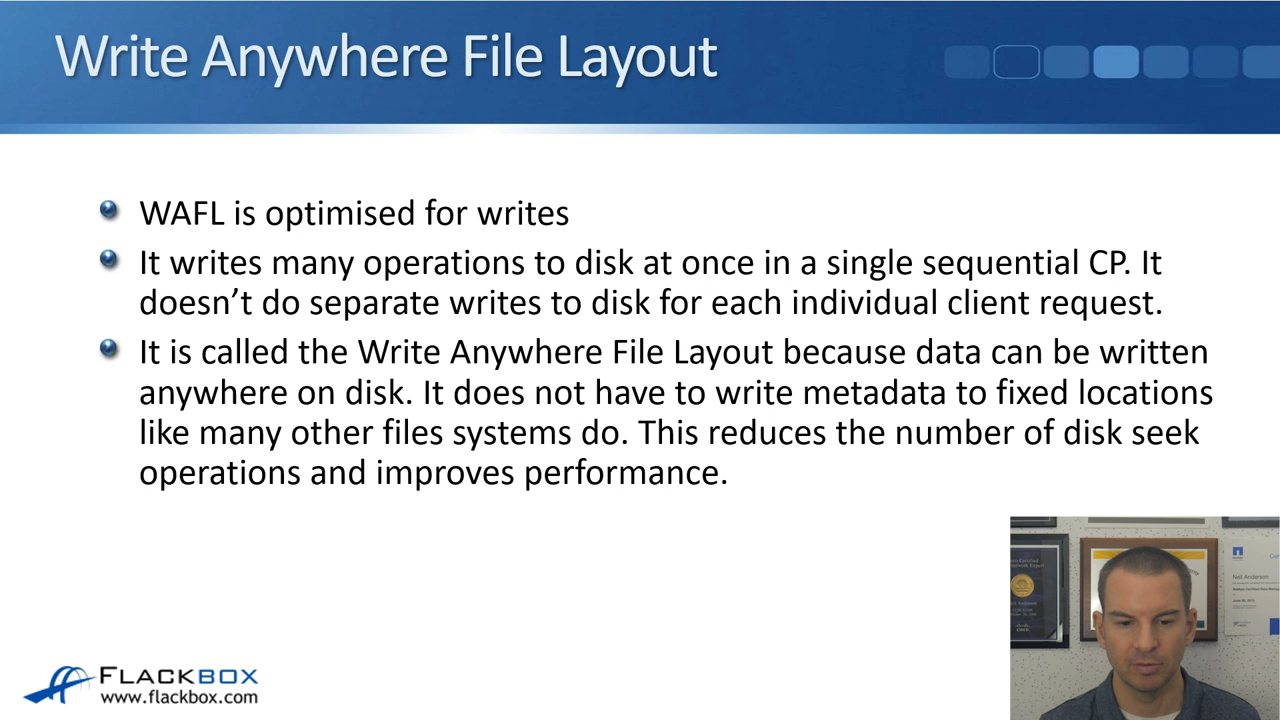 Write Anywhere File Layout
WAFL is optimised for writes
It writes many operations to disk at once in a single sequential CP. It
doesn’t do separate writes to disk for each individual client request.
It is called the Write Anywhere File Layout because data can be written
anywhere on disk. It does not have to write metadata to fixed locations
like many other files systems do. This reduces the number of disk seek
operations and improves performance.
Neil Anderson
FLACKBOX
www.flackbox.com